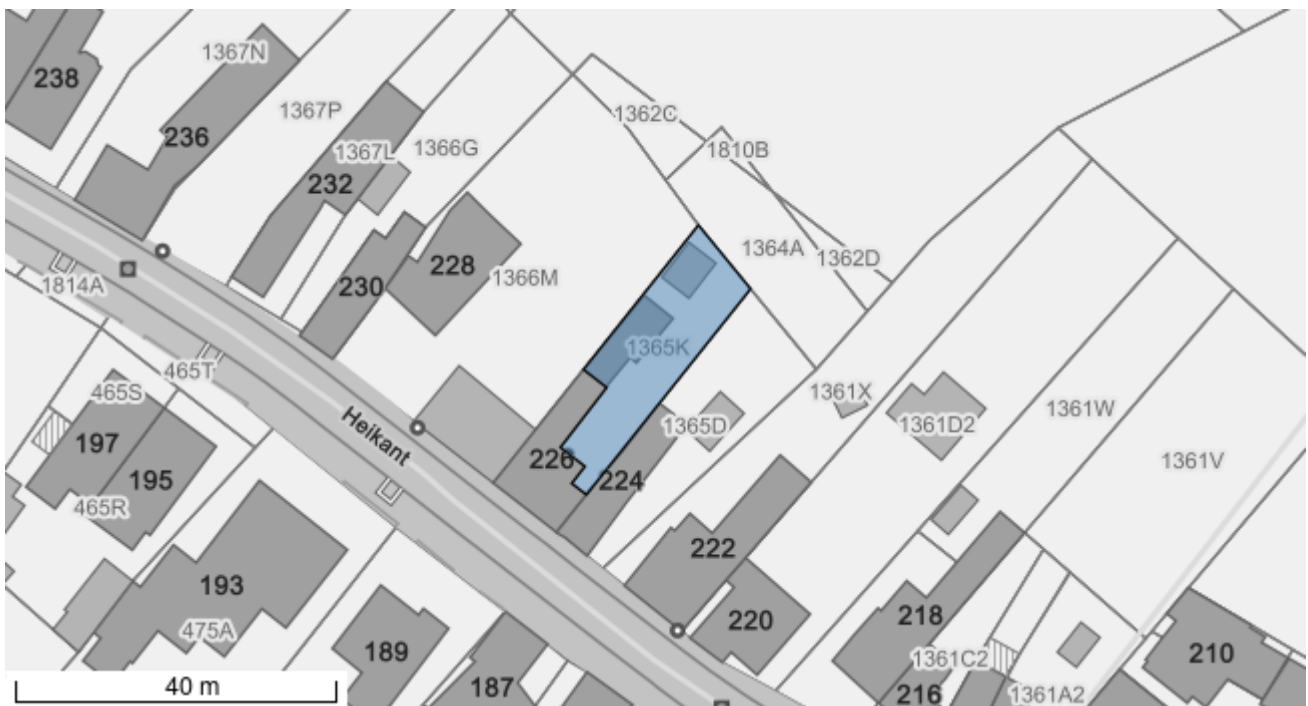 1367N
238
1367P
1362C
236
1367L
1366G
1810B
232
1364A
228
1362D
1366M
1814A
230
1365K
465T
465S
1361X
Heikant
1361W
197
1365D
1361D2
226
1361V
195
224
465R
222
193
218
220
475A
189
1361C2
210
187
216
1361A2
40 m